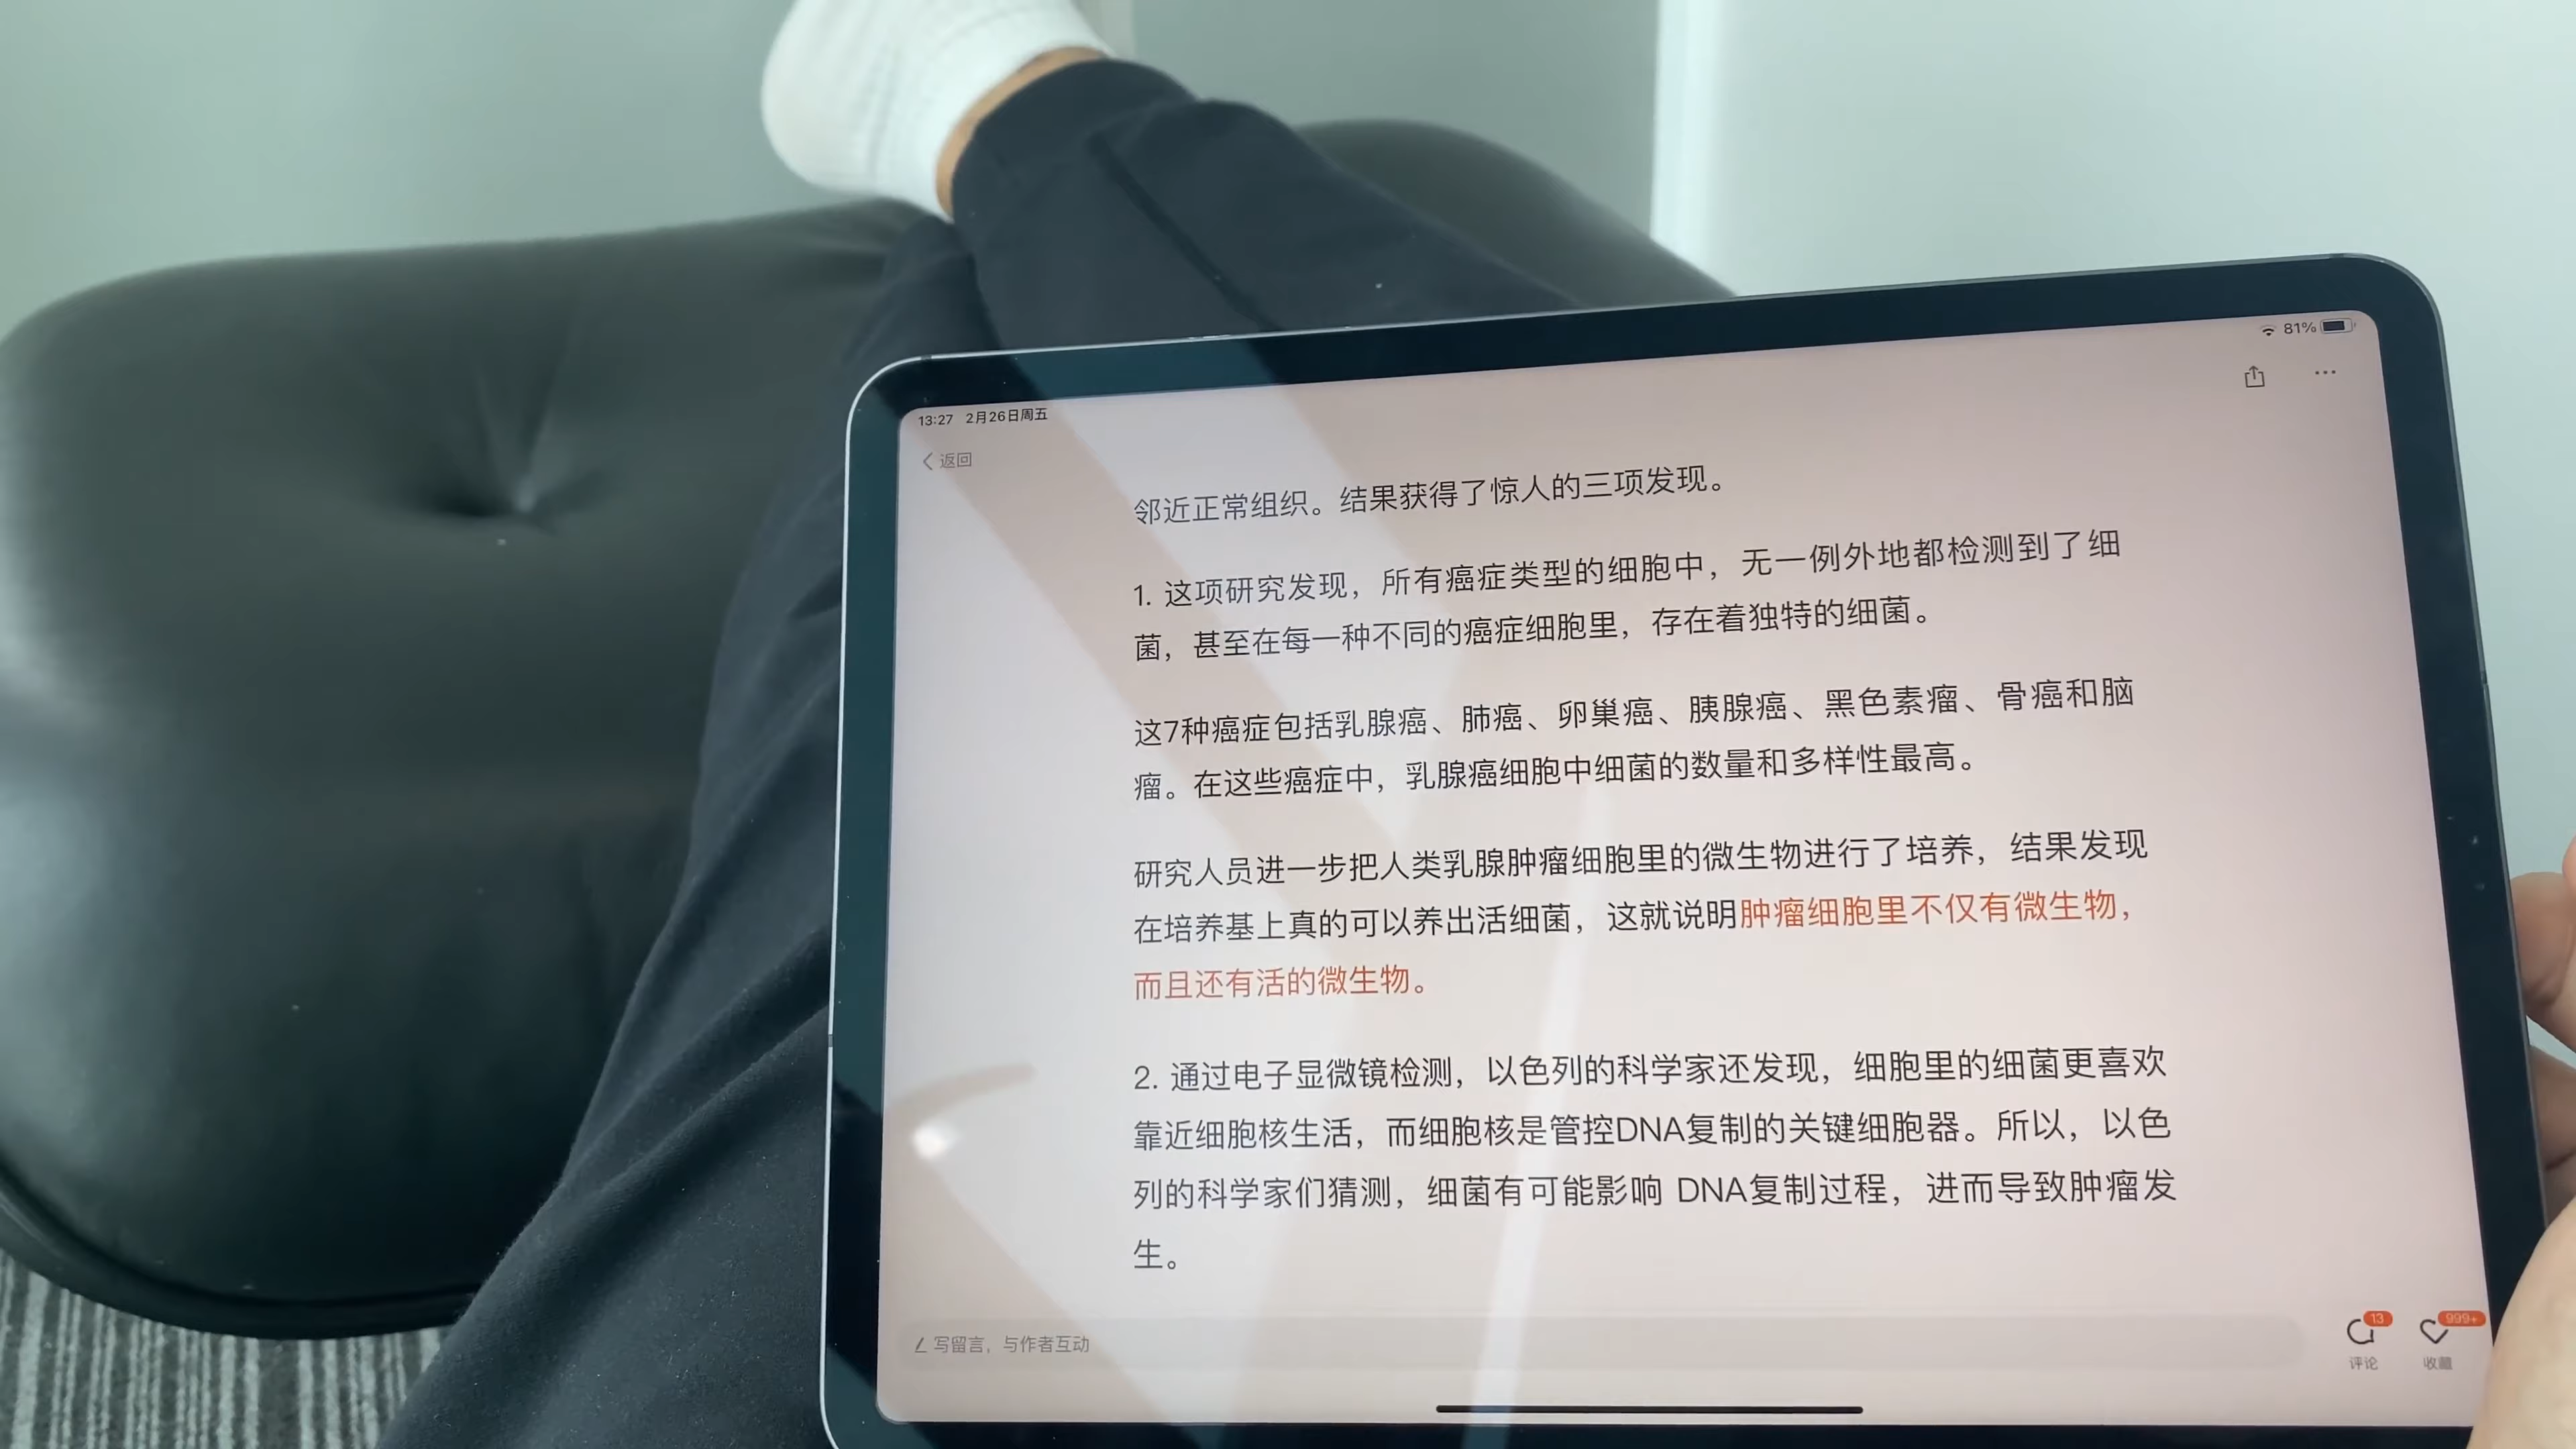 13:27 2月26日周五
81%
返回
邻近正常组织。结果获得了惊人的三项发现。
1. 这项研究发现，所有癌症类型的细胞中，无一例外地都检测到了细
菌，甚至在每一种不同的癌症细胞里，存在着独特的细菌。
这7种癌症包括乳腺癌、肺癌、卵巢癌、胰腺癌、黑色素瘤、骨癌和脑
瘤。在这些癌症中，乳腺癌细胞中细菌的数量和多样性最高。
研究人员进一步把人类乳腺肿瘤细胞里的微生物进行了培养，结果发现
在培养基上真的可以养出活细菌，这就说明肿瘤细胞里不仅有微生物，
而且还有活的微生物。
2. 通过电子显微镜检测，以色列的科学家还发现，细胞里的细菌更喜欢
靠近细胞核生活，而细胞核是管控DNA复制的关键细胞器。所以，以色
列的科学家们猜测，细菌有可能影响 DNA复制过程，进而导致肿瘤发
生。
写留言，与作者互动
13
评论
999+
收藏